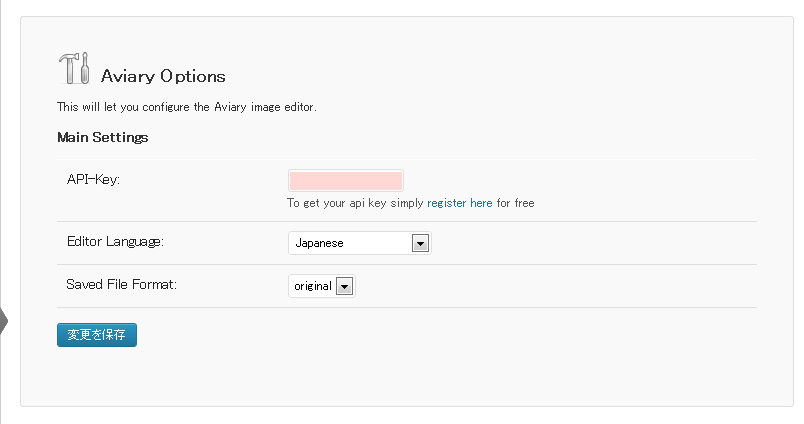 Aviary Options
This will let you configure the Aviary image editor.
Main Settings
API-Key:
To get your api key simply register here for free
Editor Language: Japanese
Saved File Format: original
変更を保存